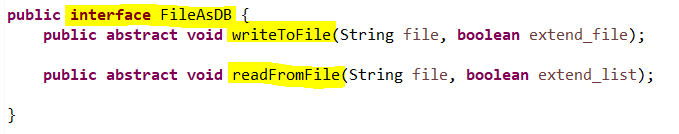 public interface FileAsDB {
public abstract void writeToFile(String file, boolean extend_file);
public abstract void readFromFile(String file, boolean extend_list);
}